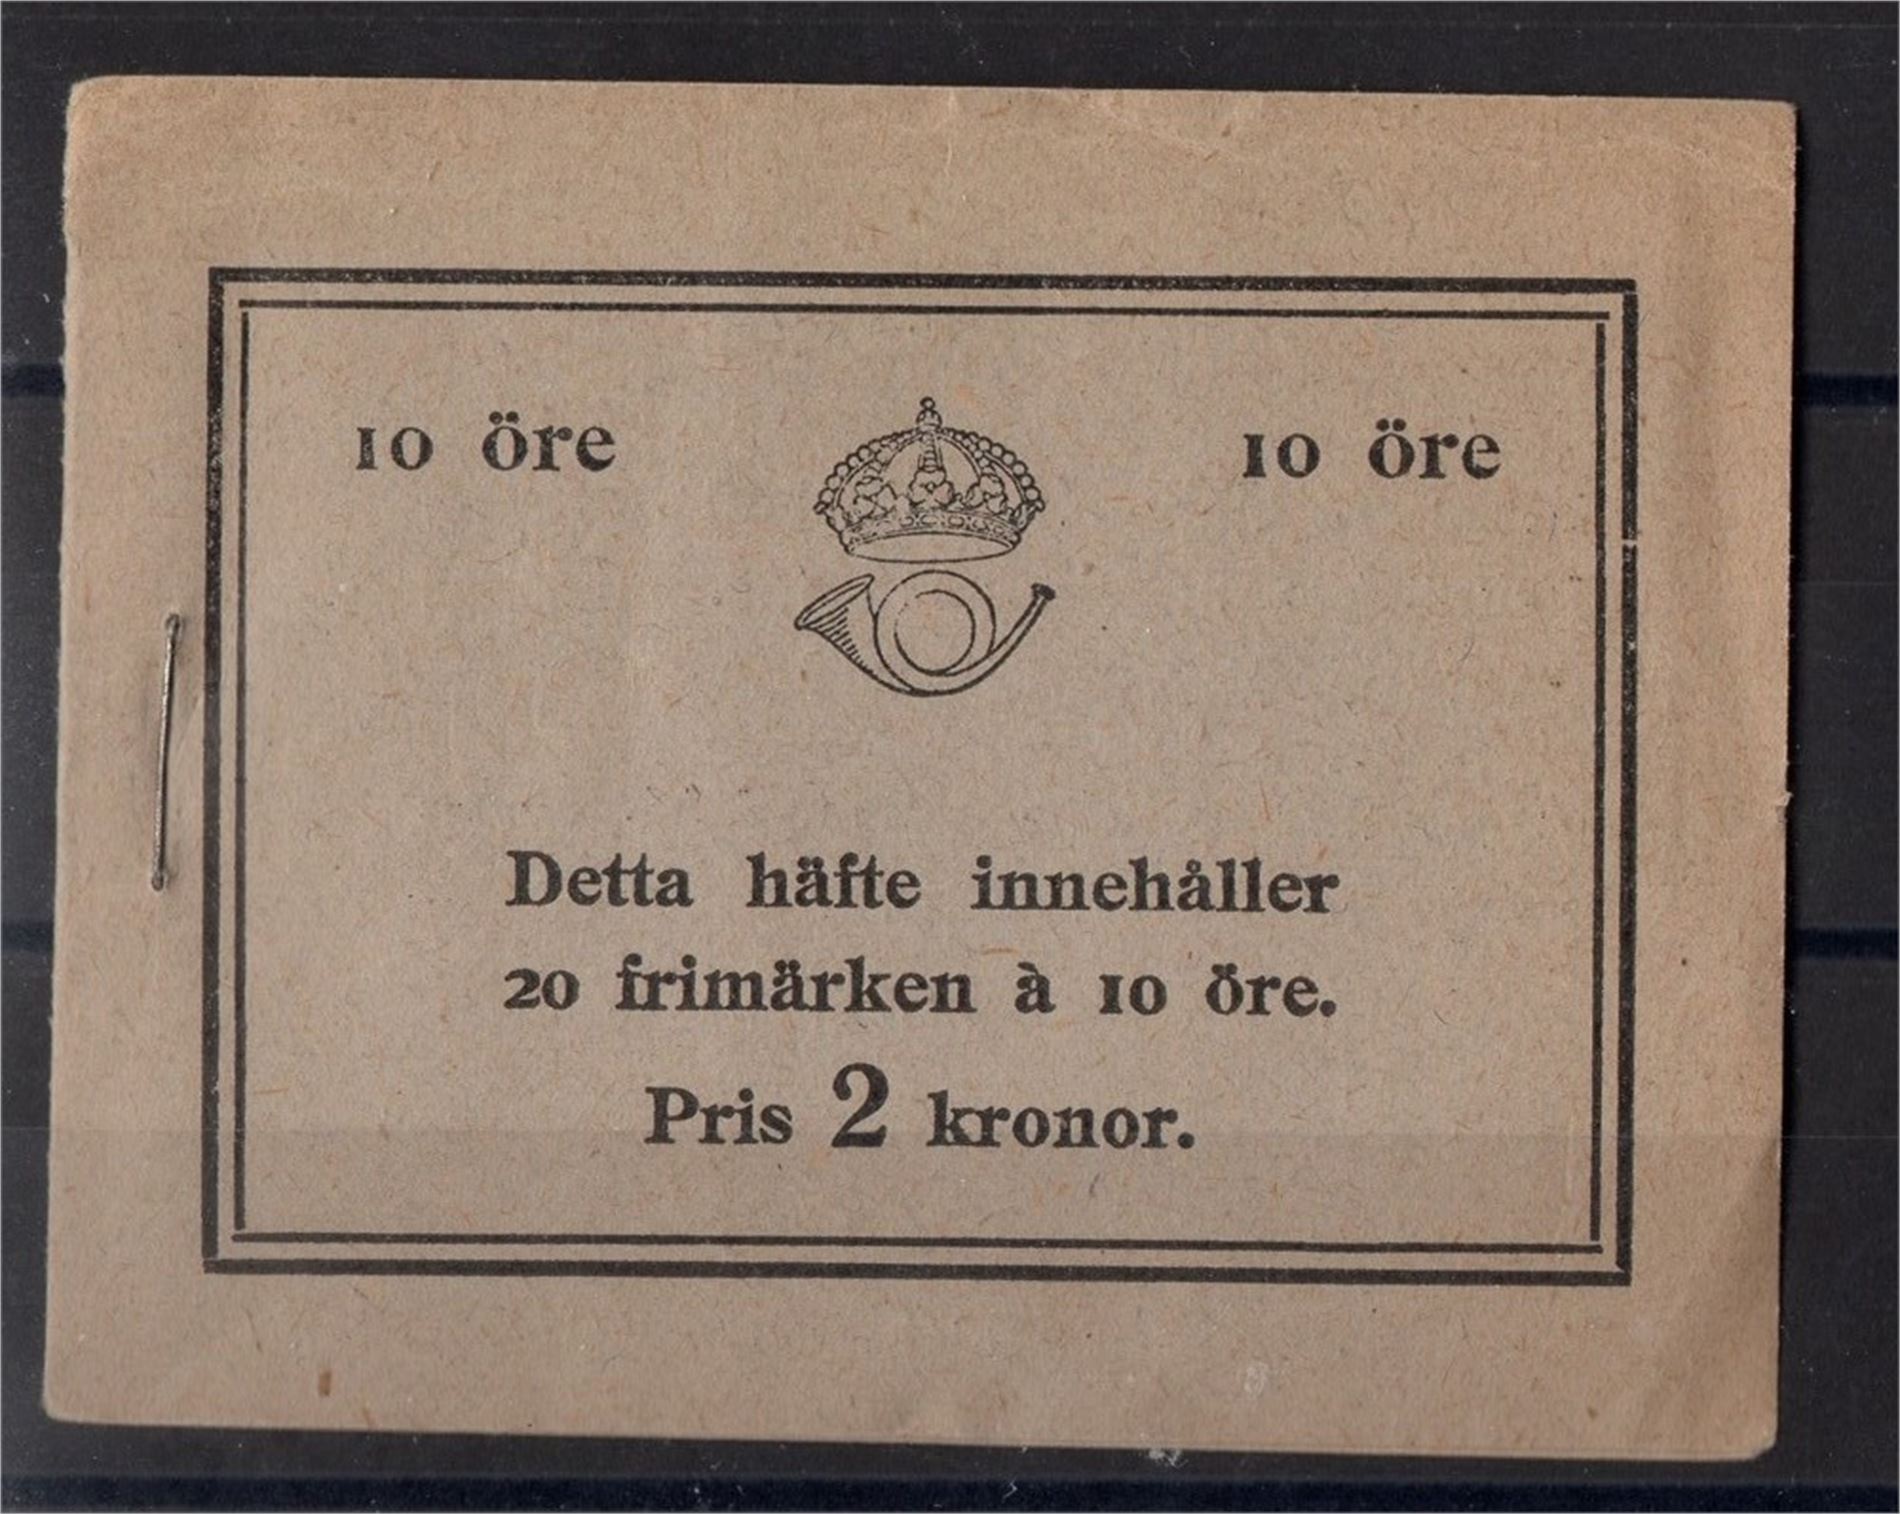 10 öre 10 öre
Detta häfte innehåller
20 frimärken à 10 öre.
Pris 2 kronor.